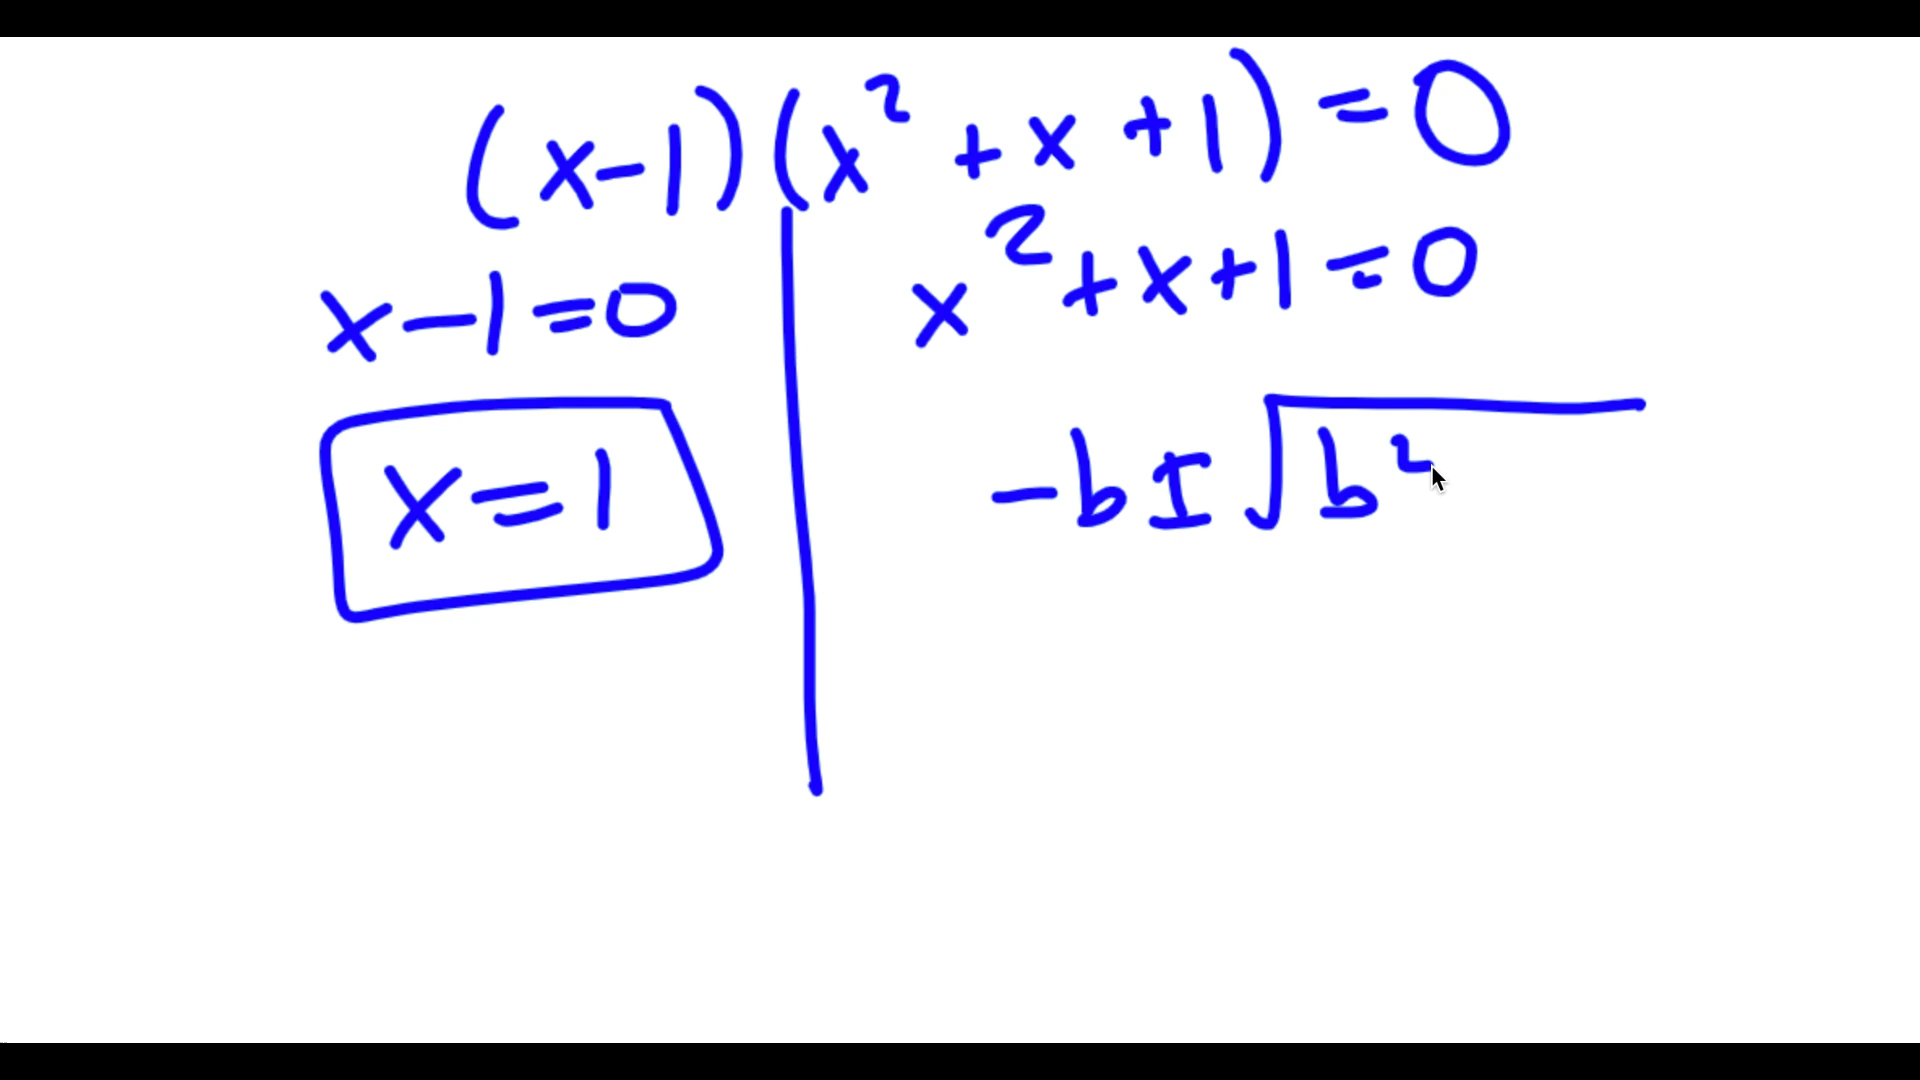 (x-1)(x²+x+1)=0
x-1=0
x=1
x²+x+1=0
-b±√b²